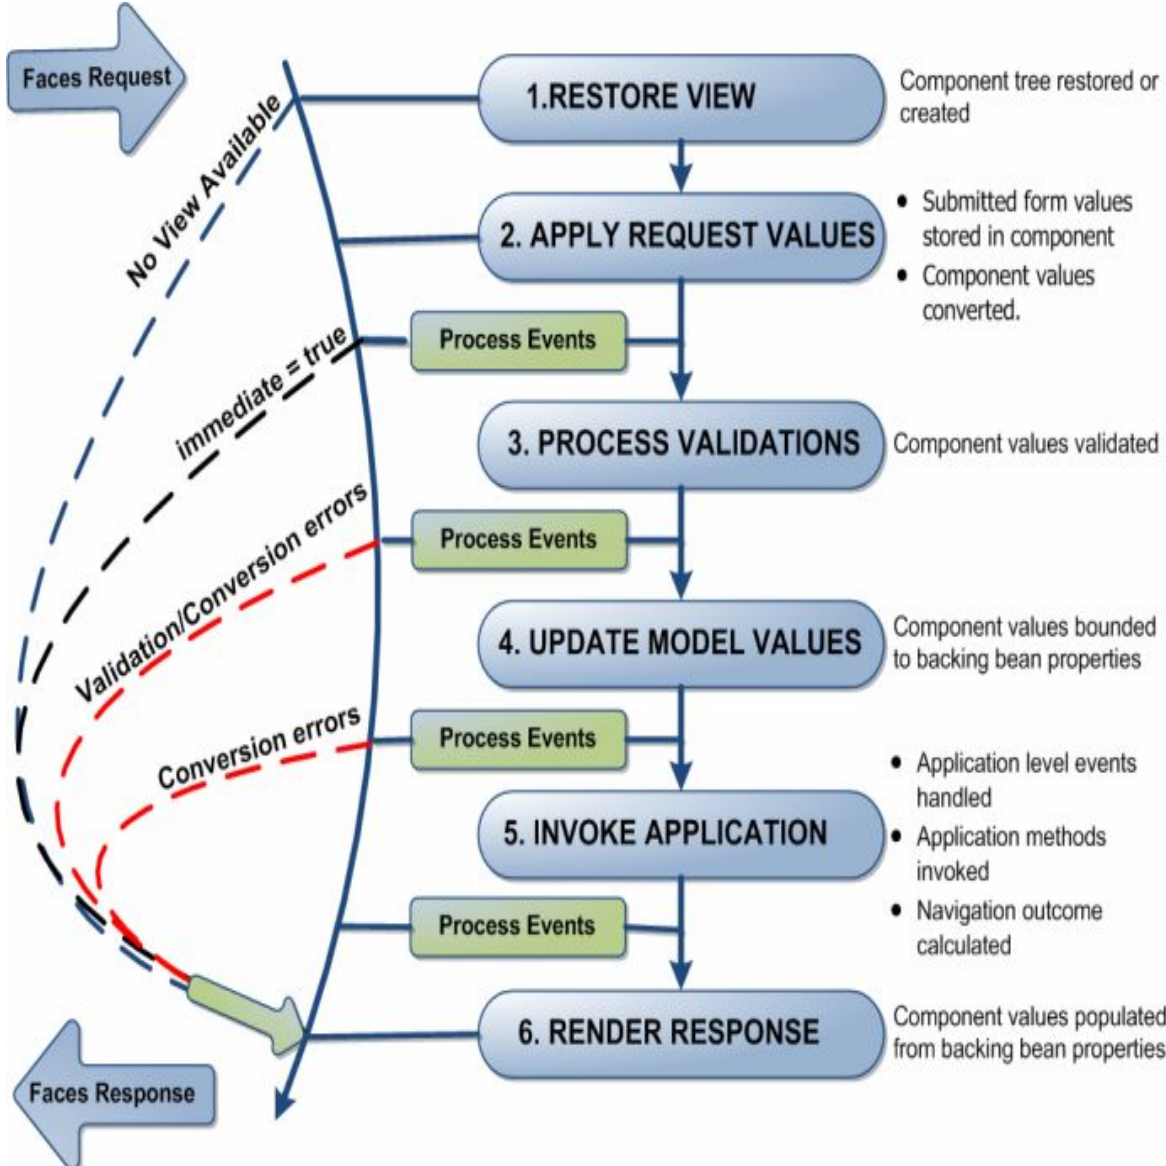 Faces Request
1.RESTORE VIEW
Component tree restored or
created
No View Available
2. APPLY REQUEST VALUES
• Submitted form values
stored in component
• Component values
converted.
immediate = true
Process Events
3. PROCESS VALIDATIONS
Component values validated
Validation/Conversion errors
Process Events
4. UPDATE MODEL VALUES
Component values bounded
to backing bean properties
Conversion errors
Process Events
5. INVOKE APPLICATION
• Application level events
handled
• Application methods
invoked
• Navigation outcome
calculated
Process Events
6. RENDER RESPONSE
Component values populated
from backing bean properties
Faces Response